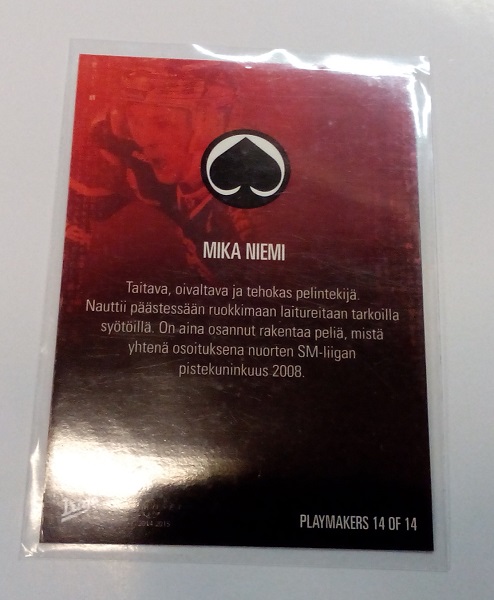 MIKA NIEMI
Taitava, oivaltava ja tehokas pelintekijä.
Nauttii päästessään ruokkimaan laitureitaan tarkoilla
syötöillä. On aina osannut rakentaa peliä, mistä
yhtenä osoituksena nuorten SM-liigan
pistekuninkuus 2008.
PLAYMAKERS 14 OF 14